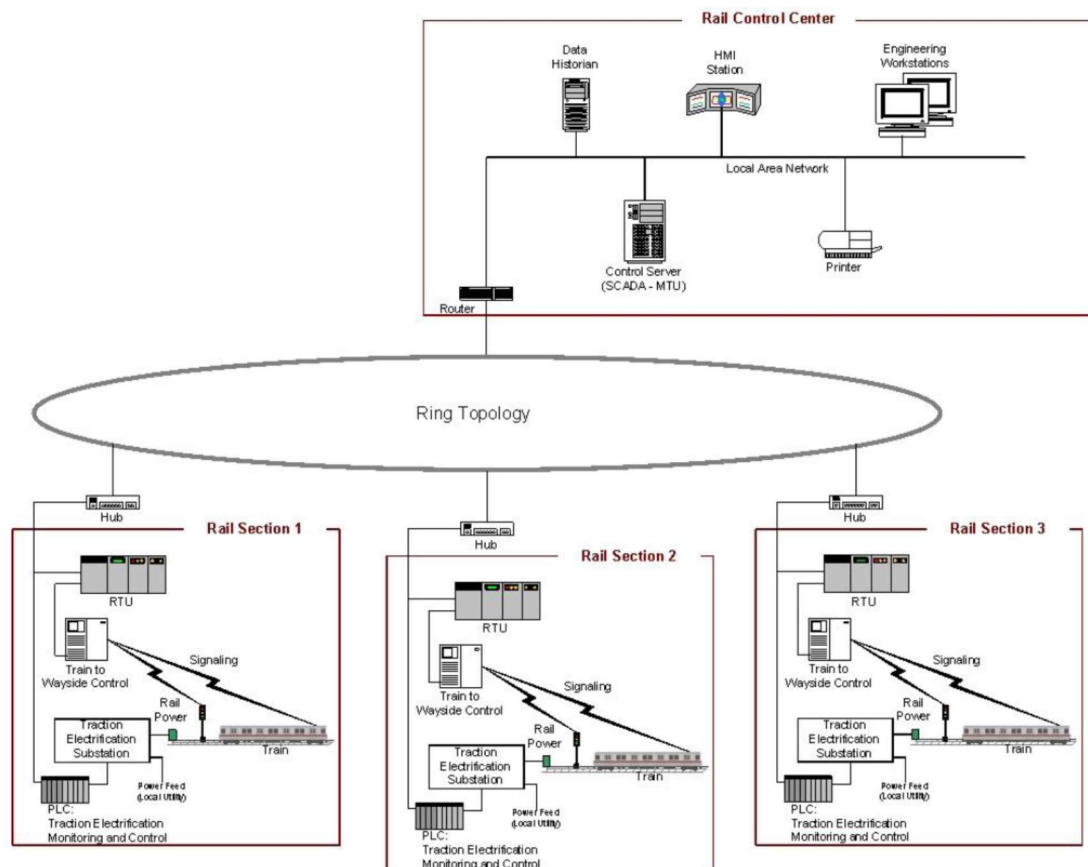 Rail Control Center
Data
Historian
HMI
Station
Engineering
Workstations
Local Area Network
Control Server
(SCADA - MTU)
Printer
Router
Ring Topology
Hub
Rail Section 1
RTU
Train to
Wayside Control
Signaling
Rail
Power
Train
Traction
Electrification
Substation
Power Feed
(Local Utility)
PLC:
Traction Electrification
Monitoring and Control
Hub
Rail Section 2
RTU
Train to
Wayside Control
Signaling
Rail
Power
Train
Traction
Electrification
Substation
Power Feed
(Local Utility)
PLC:
Traction Electrification
Monitoring and Control
Hub
Rail Section 3
RTU
Train to
Wayside Control
Signaling
Rail
Power
Train
Traction
Electrification
Substation
Power Feed
(Local Utility)
PLC:
Traction Electrification
Monitoring and Control